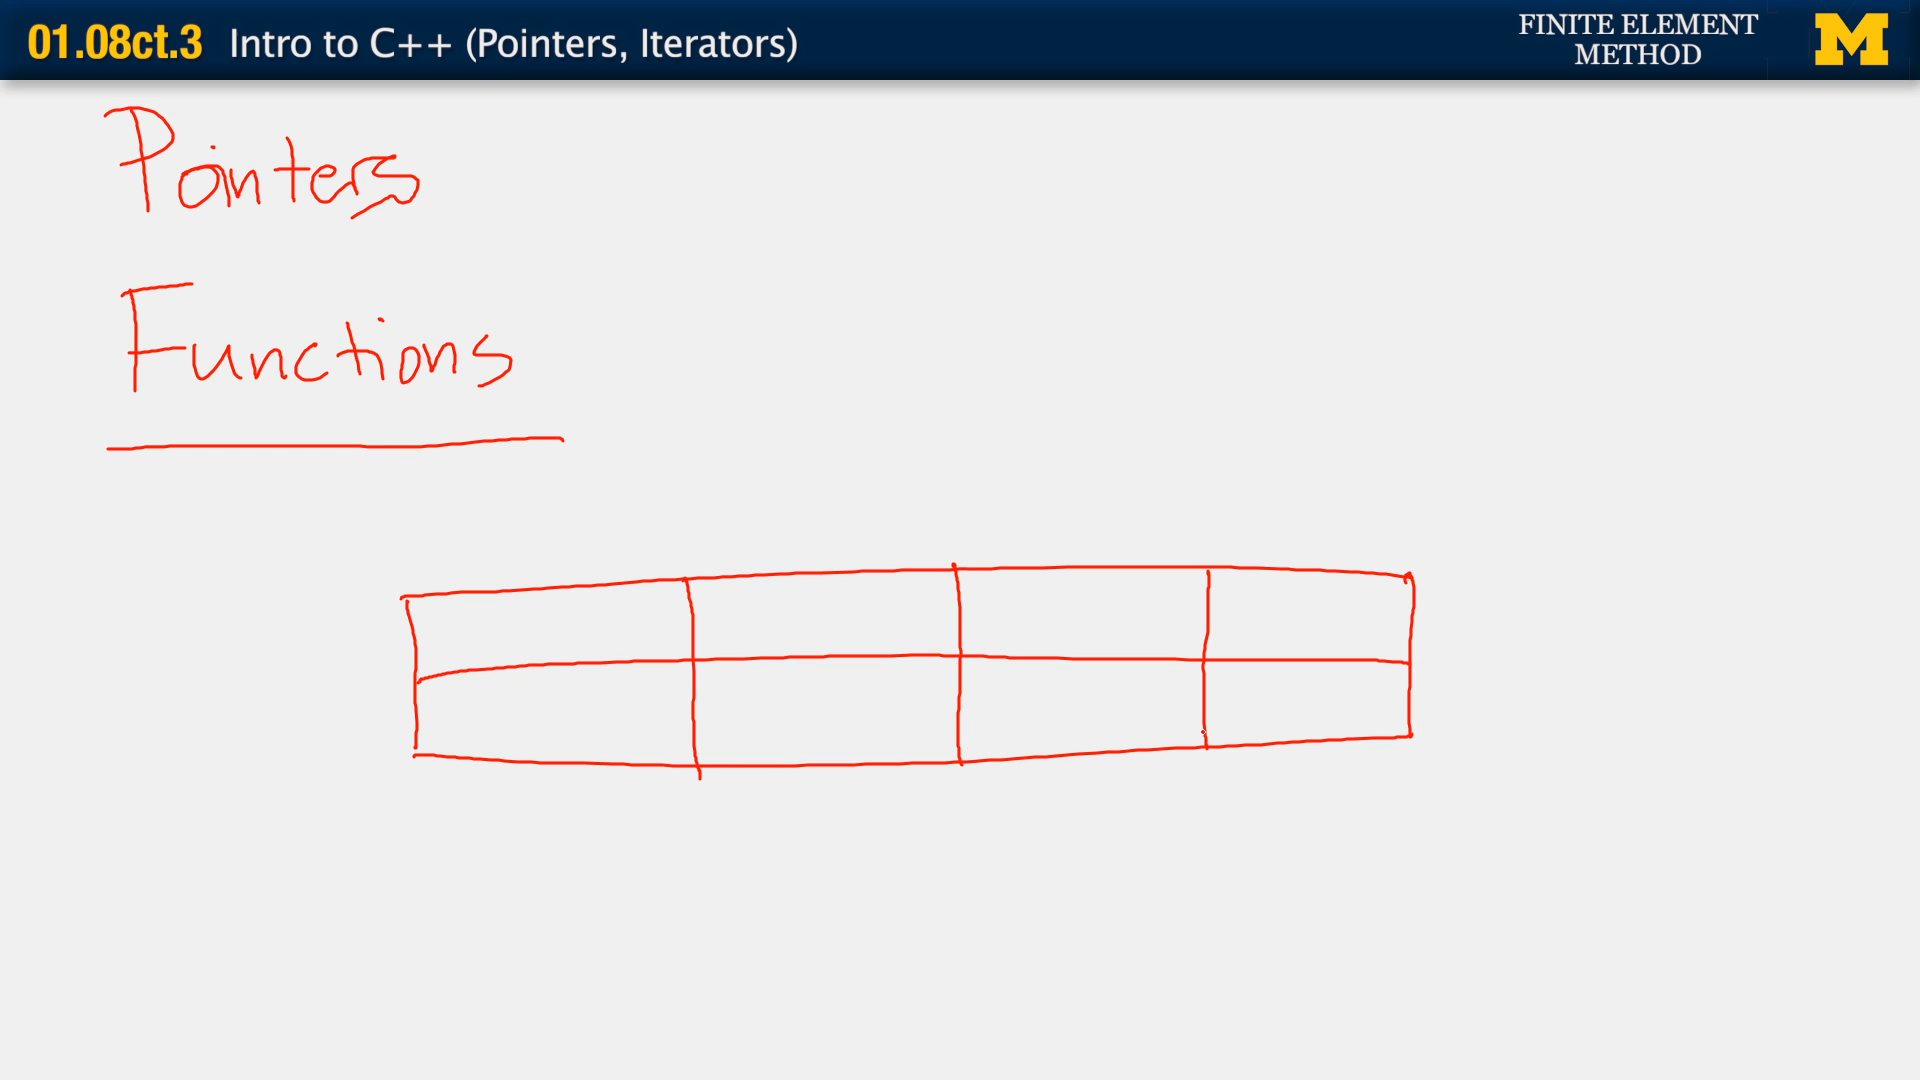 01.08ct.3 Intro to C++ (Pointers, Iterators)
FINITE ELEMENT
METHOD
M
Pointers
Functions